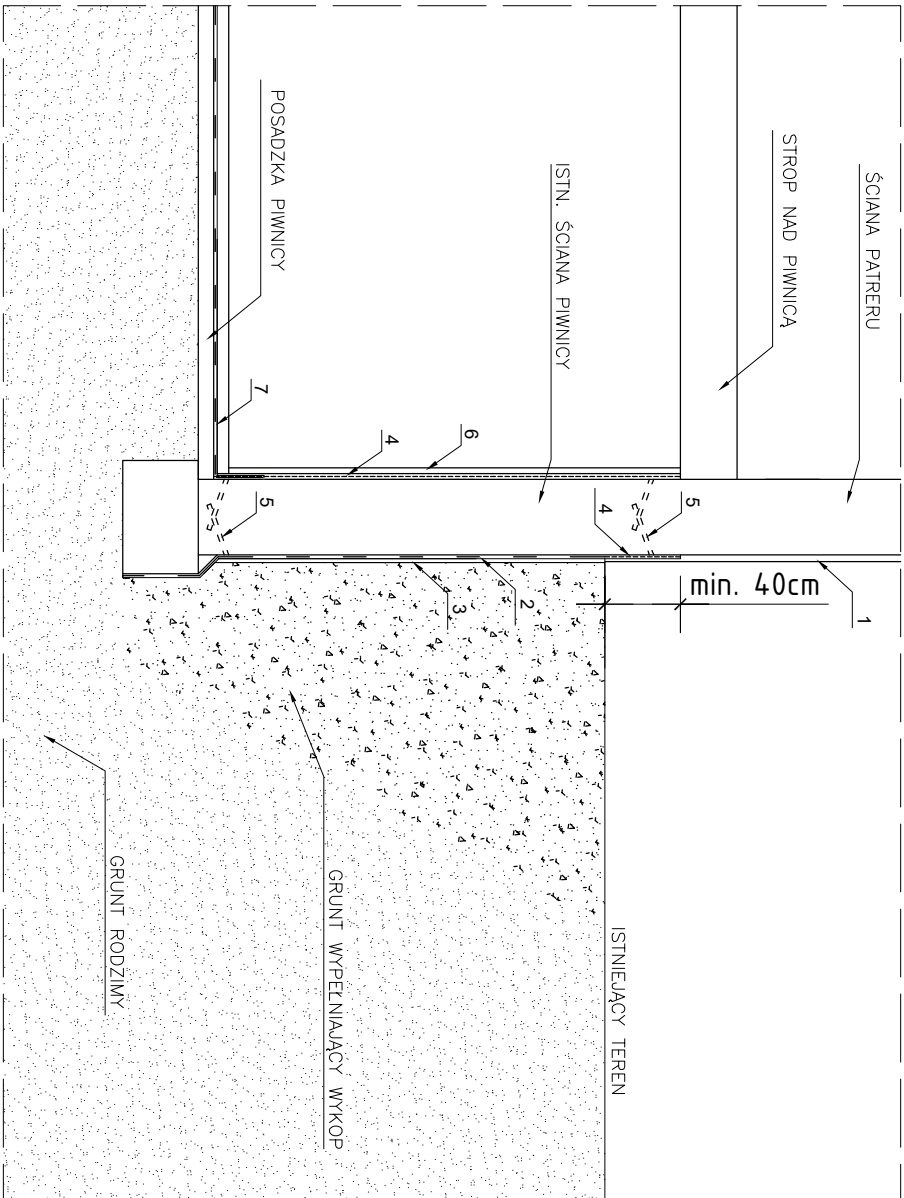 ŚCIANA PATRERU
STROP NAD PIWNICĄ
ISTN. ŚCIANA PIWNICY
POSADZKA PIWNICY
1
min. 40cm
5
4
6
4
7
5
2
3
ISTNIEJĄCY TEREN
GRUNT WYPEŁNIAJĄCY WYKOP
GRUNT RODZIMY